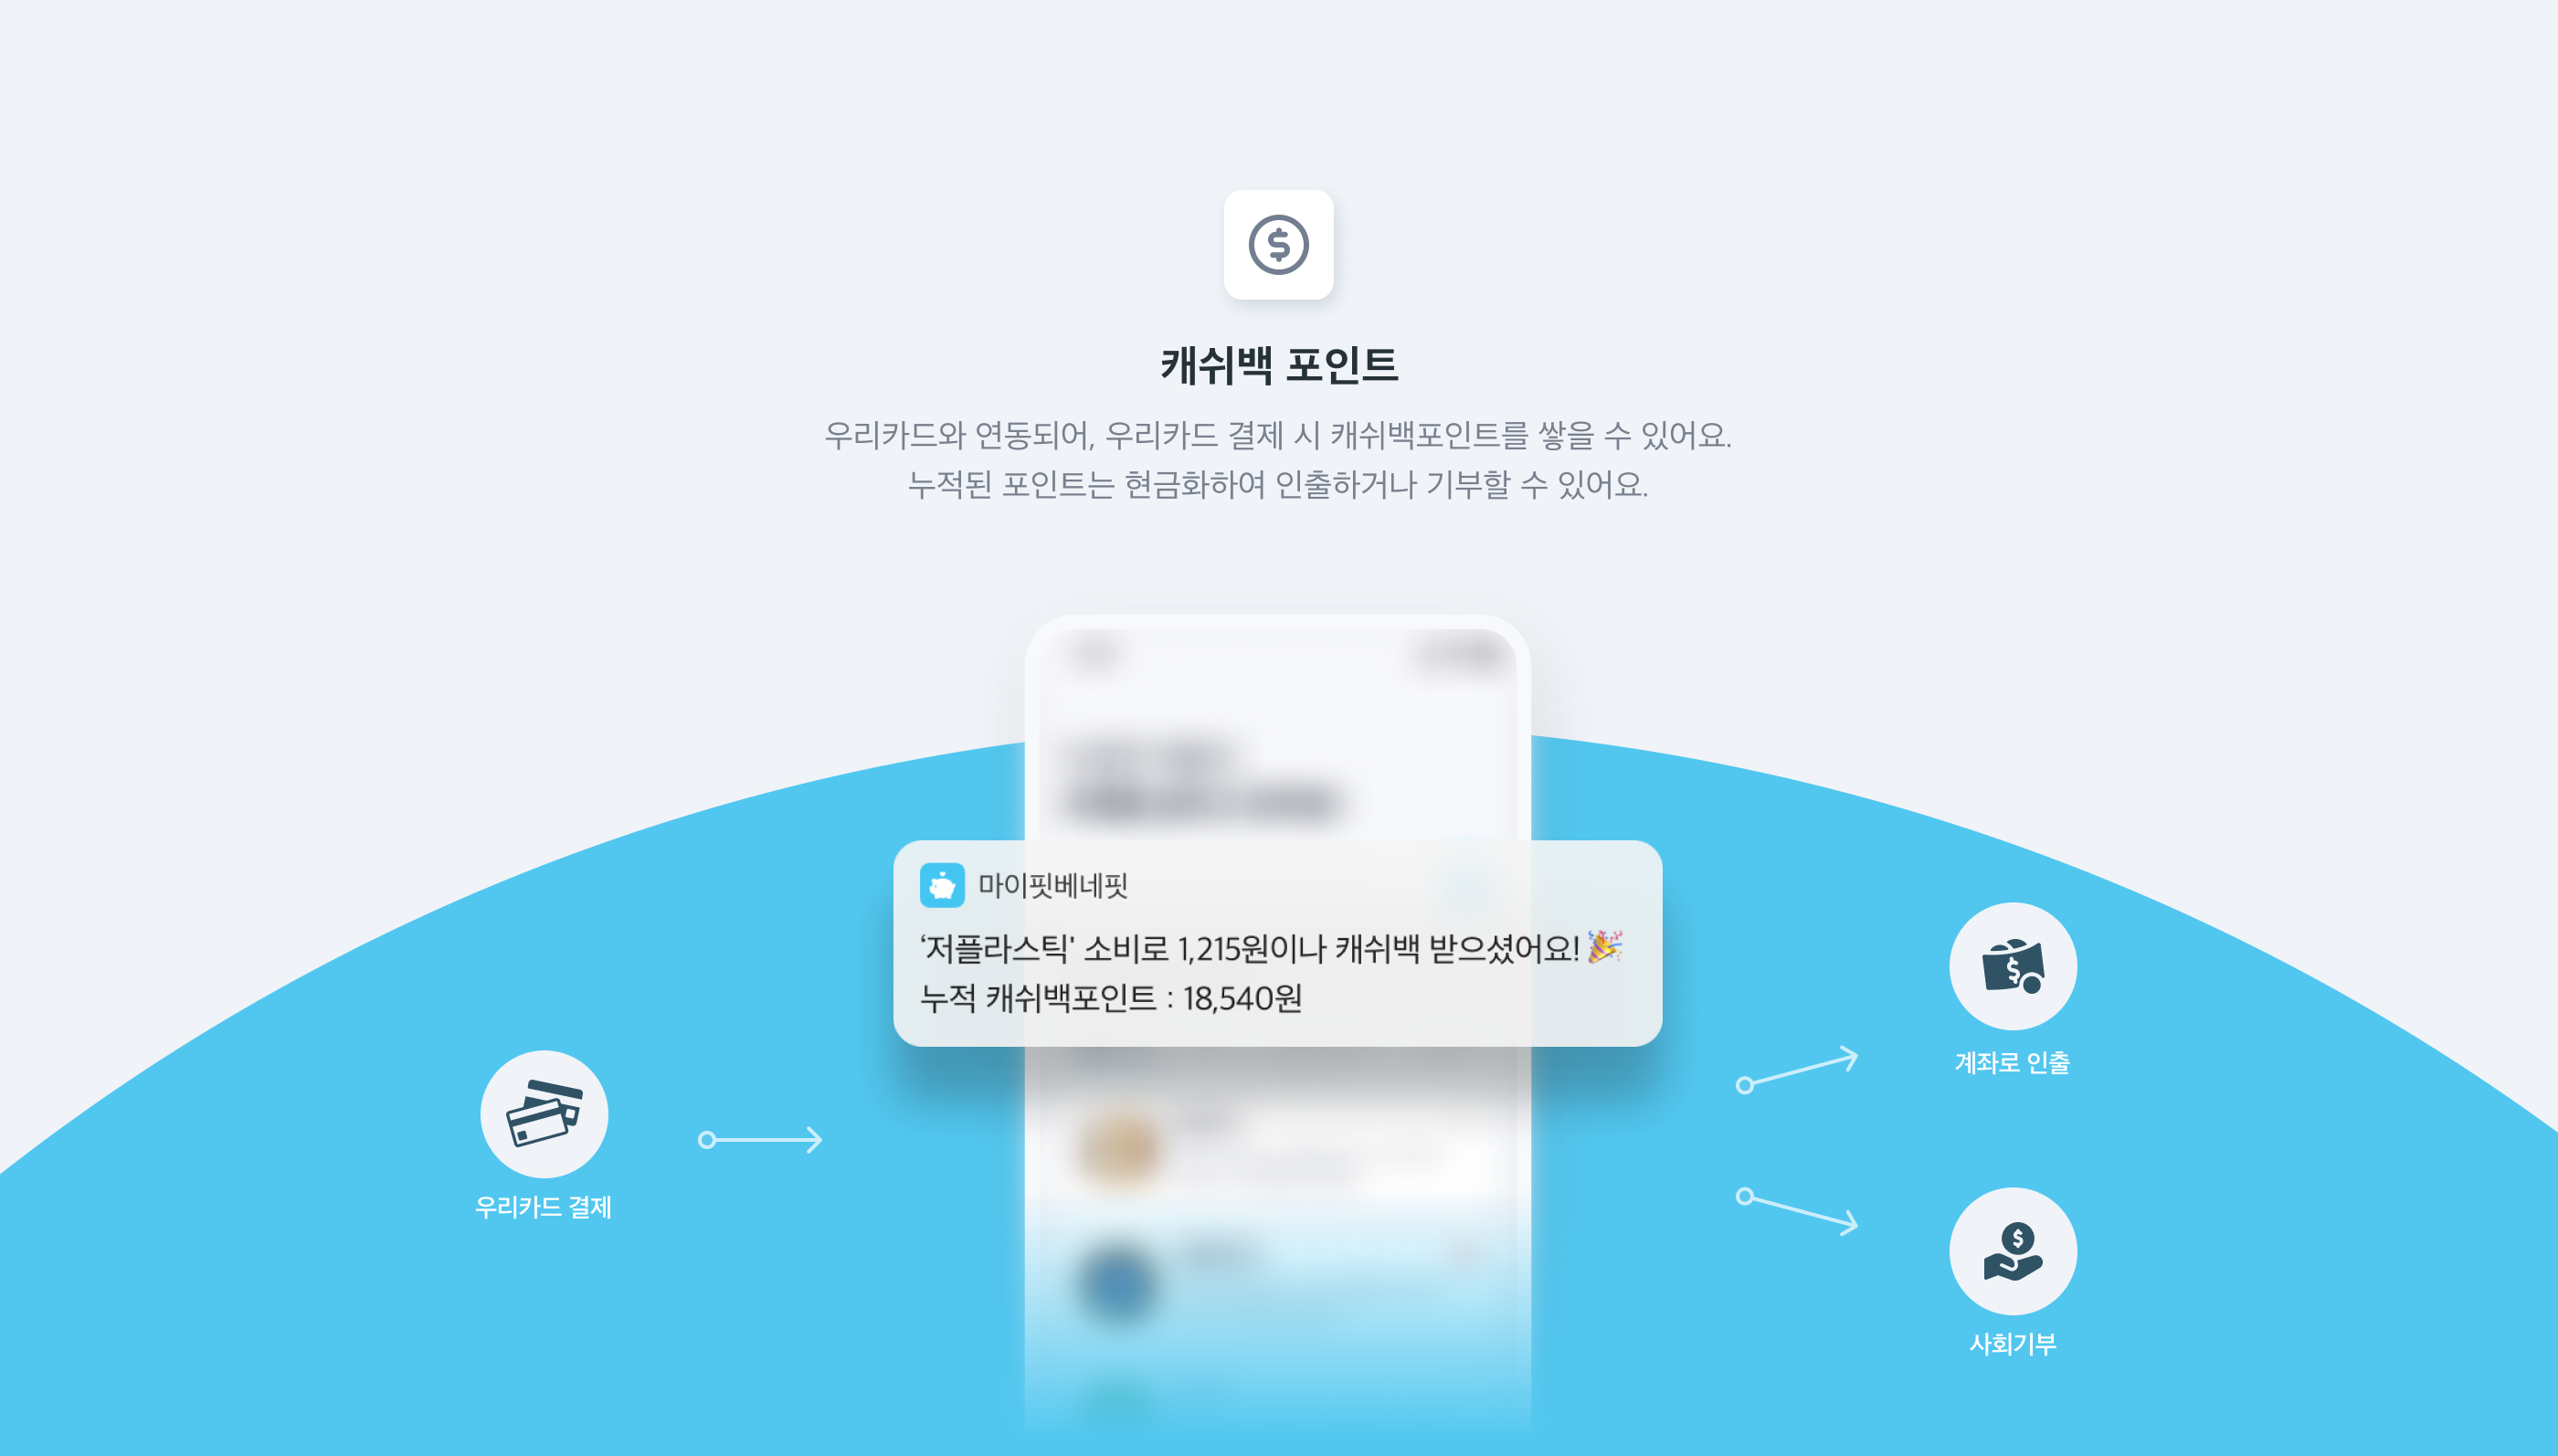 캐쉬백 포인트
우리카드와 연동되어, 우리카드 결제 시 캐쉬백포인트를 쌓을 수 있어요.
누적된 포인트는 현금화하여 인출하거나 기부할 수 있어요.
마이핏베네핏
‘저플라스틱' 소비로 1,215원이나 캐쉬백 받으셨어요! 🎉
누적 캐쉬백포인트 : 18,540원
우리카드 결제
계좌로 인출
사회기부